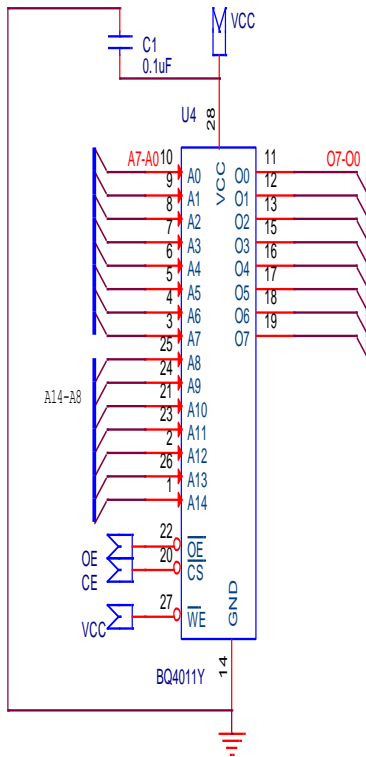 VCC
C1
0.1uF
28
U4
A7-A0 10 11 O7-O0
A0 VCC O0
9 12
A1 O1
8 13
A2 O2
7 15
A3 O3
6 16
A4 O4
5 17
A5 O5
4 18
A6 O6
3 19
A7 O7
25
A8
24
A9
A14-A8
21
A10
23
A11
2
A12
26
A13
1
A14
22
OE OE
20
CE CS
27
VCC WE GND
14
BQ4011Y